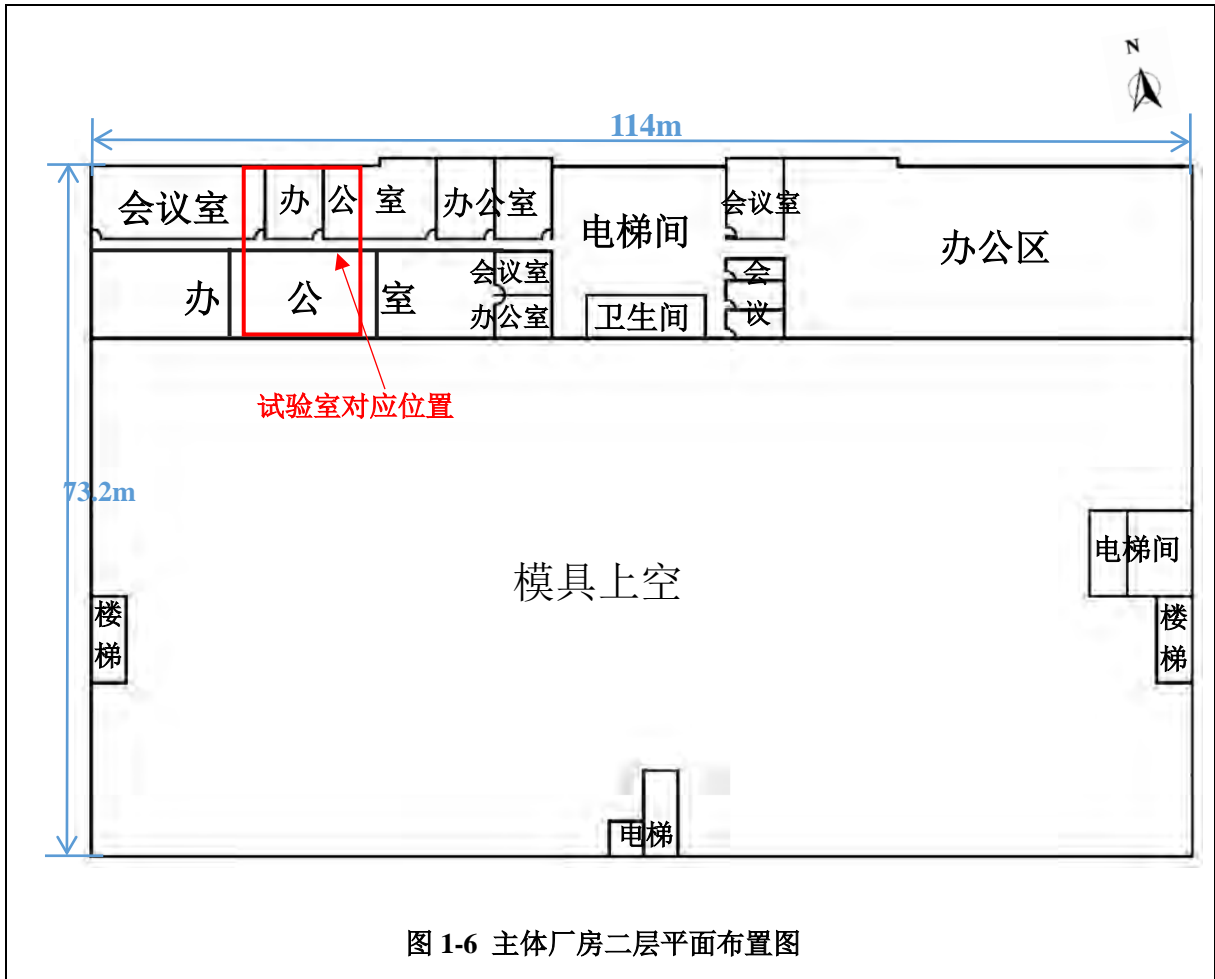 N
114m
会议室
办 公 室
办公室
电梯间
会议室
办公区
办 公 室
会议室
办公室
卫生间
会
议
试验室对应位置
73.2m
模具上空
电梯间
楼
梯
楼
梯
电梯
图 1-6 主体厂房二层平面布置图